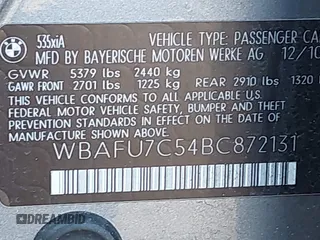 535xiA
VEHICLE TYPE: PASSENGER CA
MFD BY BAYERISCHE MOTOREN WERKE AG 12/10
GVWR 5379 lbs 2440 kg
GAWR FRONT 2701 lbs 1225 kg REAR 2910 lbs 1320
THIS VEHICLE CONFORMS TO ALL APPLICABLE U.S.
FEDERAL MOTOR VEHICLE SAFETY, BUMPER, AND
THEFT PREVENTION STANDARDS IN EFFECT ON THE DATE OF
MANUFACTURE SHOWN ABOVE.
WBAFU7C54BC872131
DREAMBID